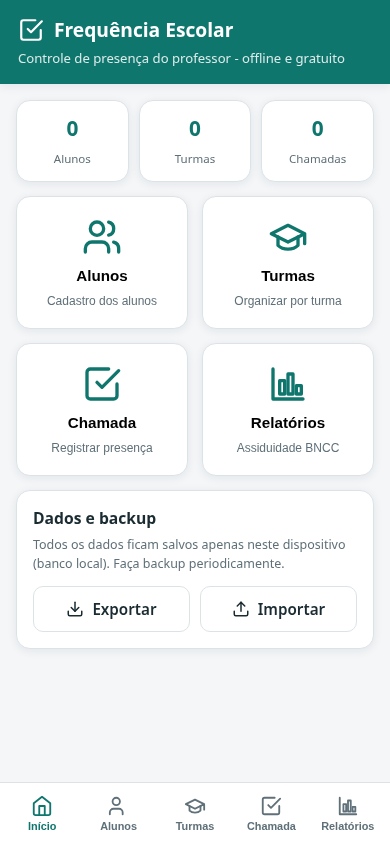 Frequência Escolar
Controle de presença do professor - offline e gratuito
0
Alunos
0
Turmas
0
Chamadas
Alunos
Cadastro dos alunos
Turmas
Organizar por turma
Chamada
Registrar presença
Relatórios
Assiduidade BNCC
Dados e backup
Todos os dados ficam salvos apenas neste dispositivo
(banco local). Faça backup periodicamente.
Exportar
Importar
Início
Alunos
Turmas
Chamada
Relatórios